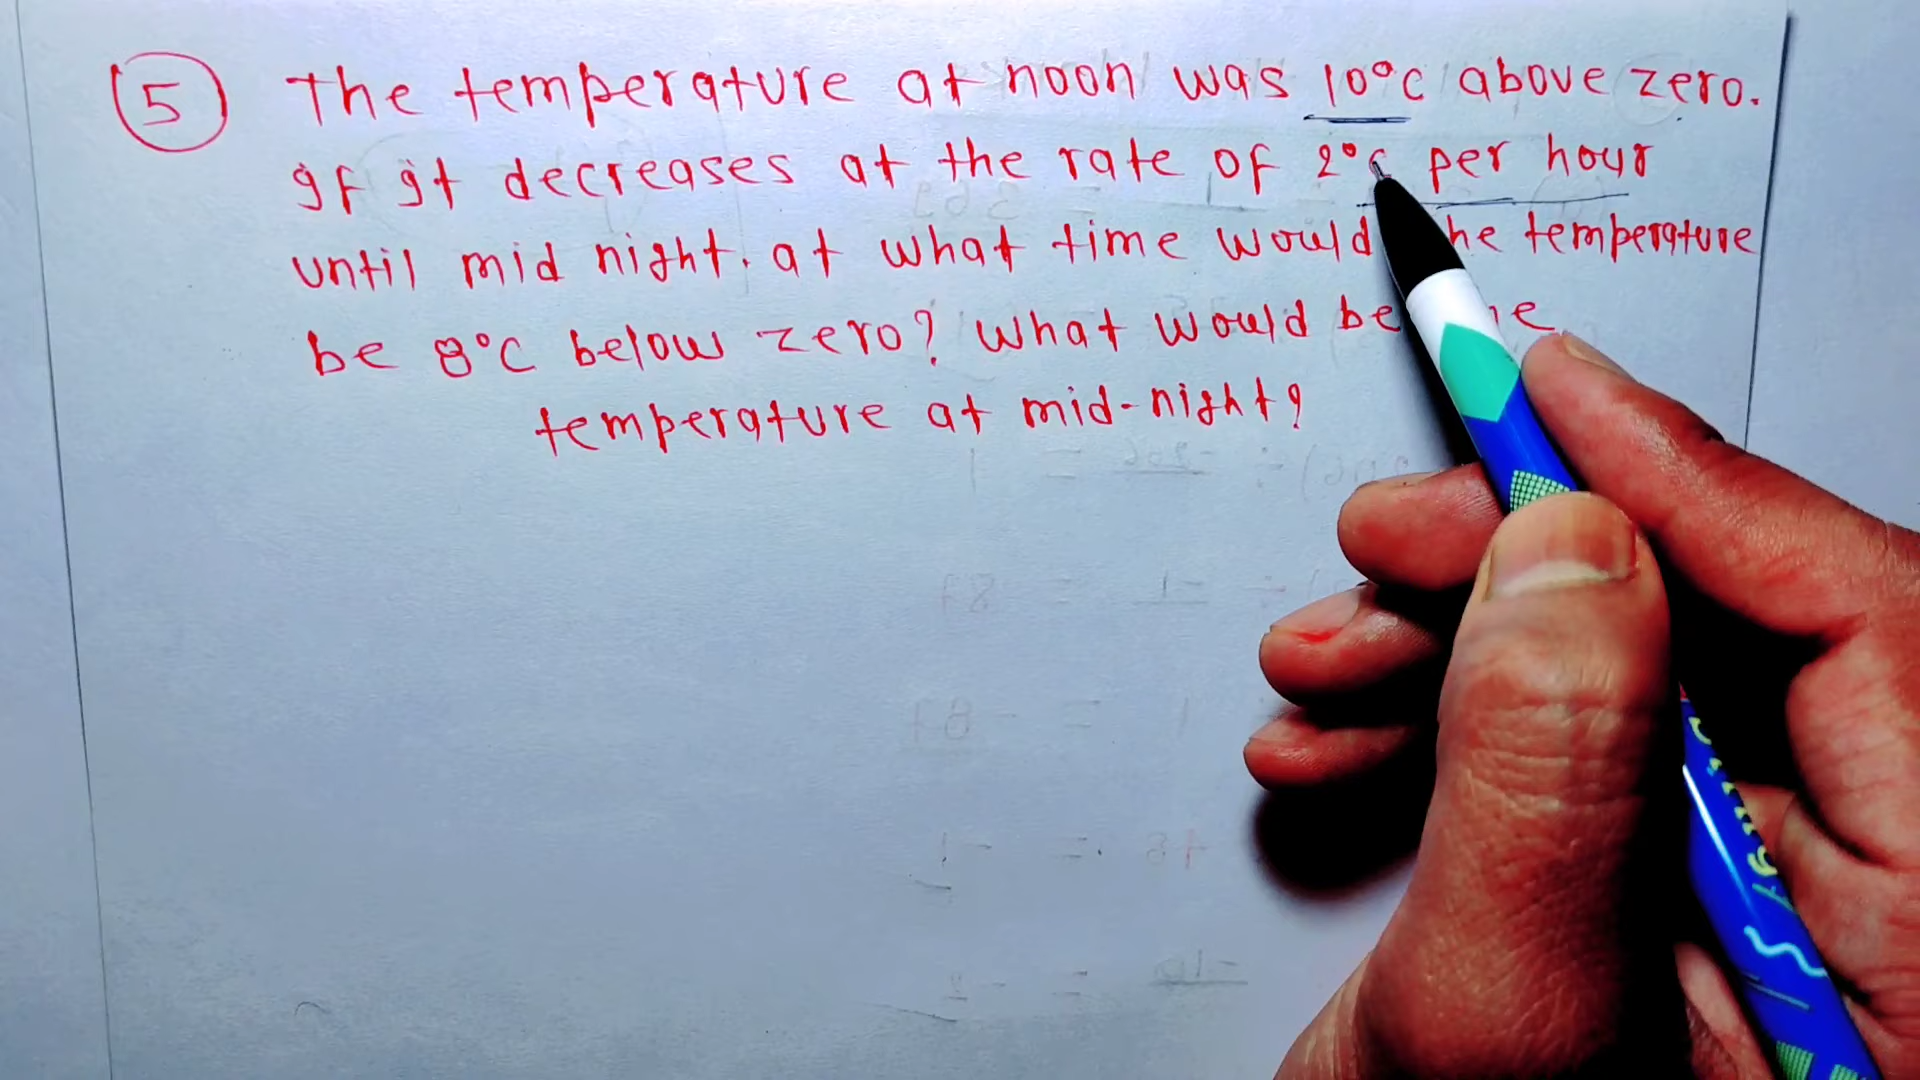 5 The temperature at noon was 10°C above zero.
If it decreases at the rate of 2°C per hour
until mid night. at what time would the temperature
be 8°C below zero? What would be
temperature at mid-night?